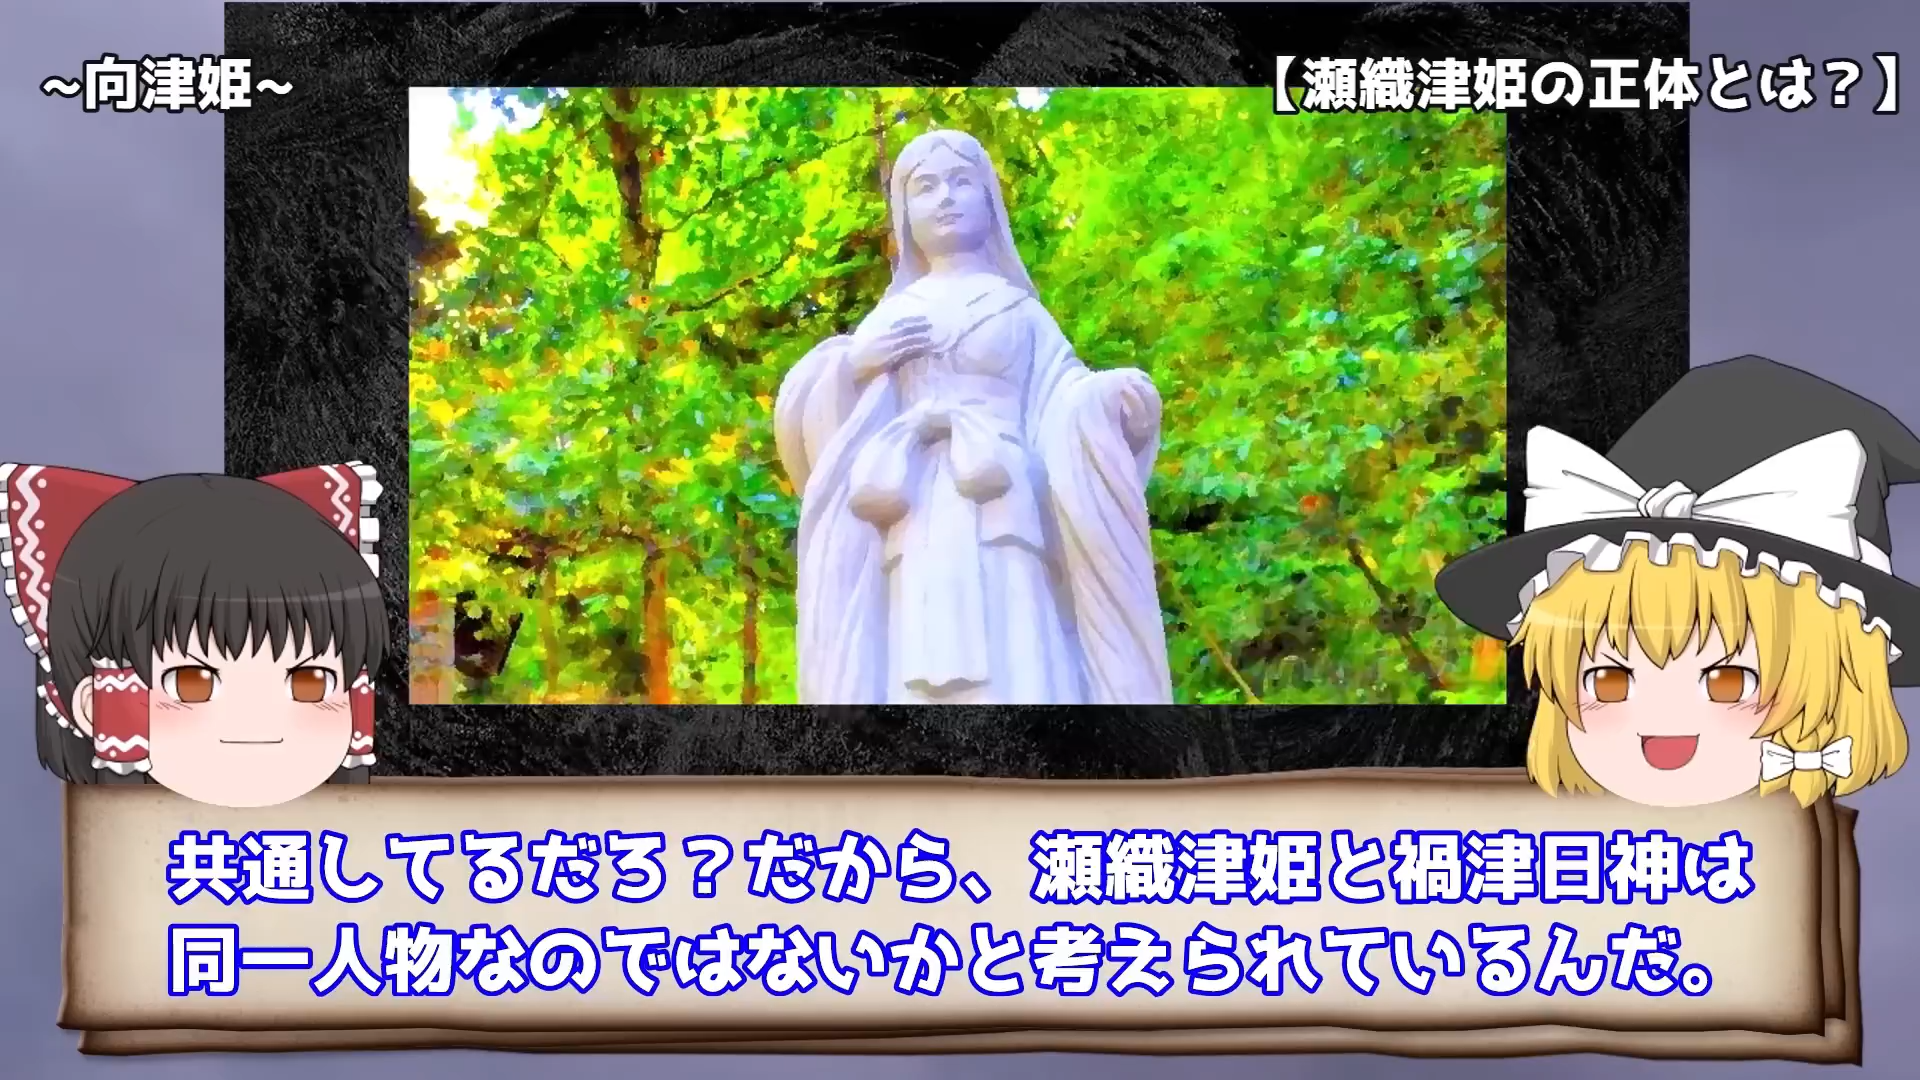 ~向津姫~
【瀬織津姫の正体とは？】
共通してるだろ？だから、瀬織津姫と禍津日神は
同一人物なのではないかと考えられているんだ。